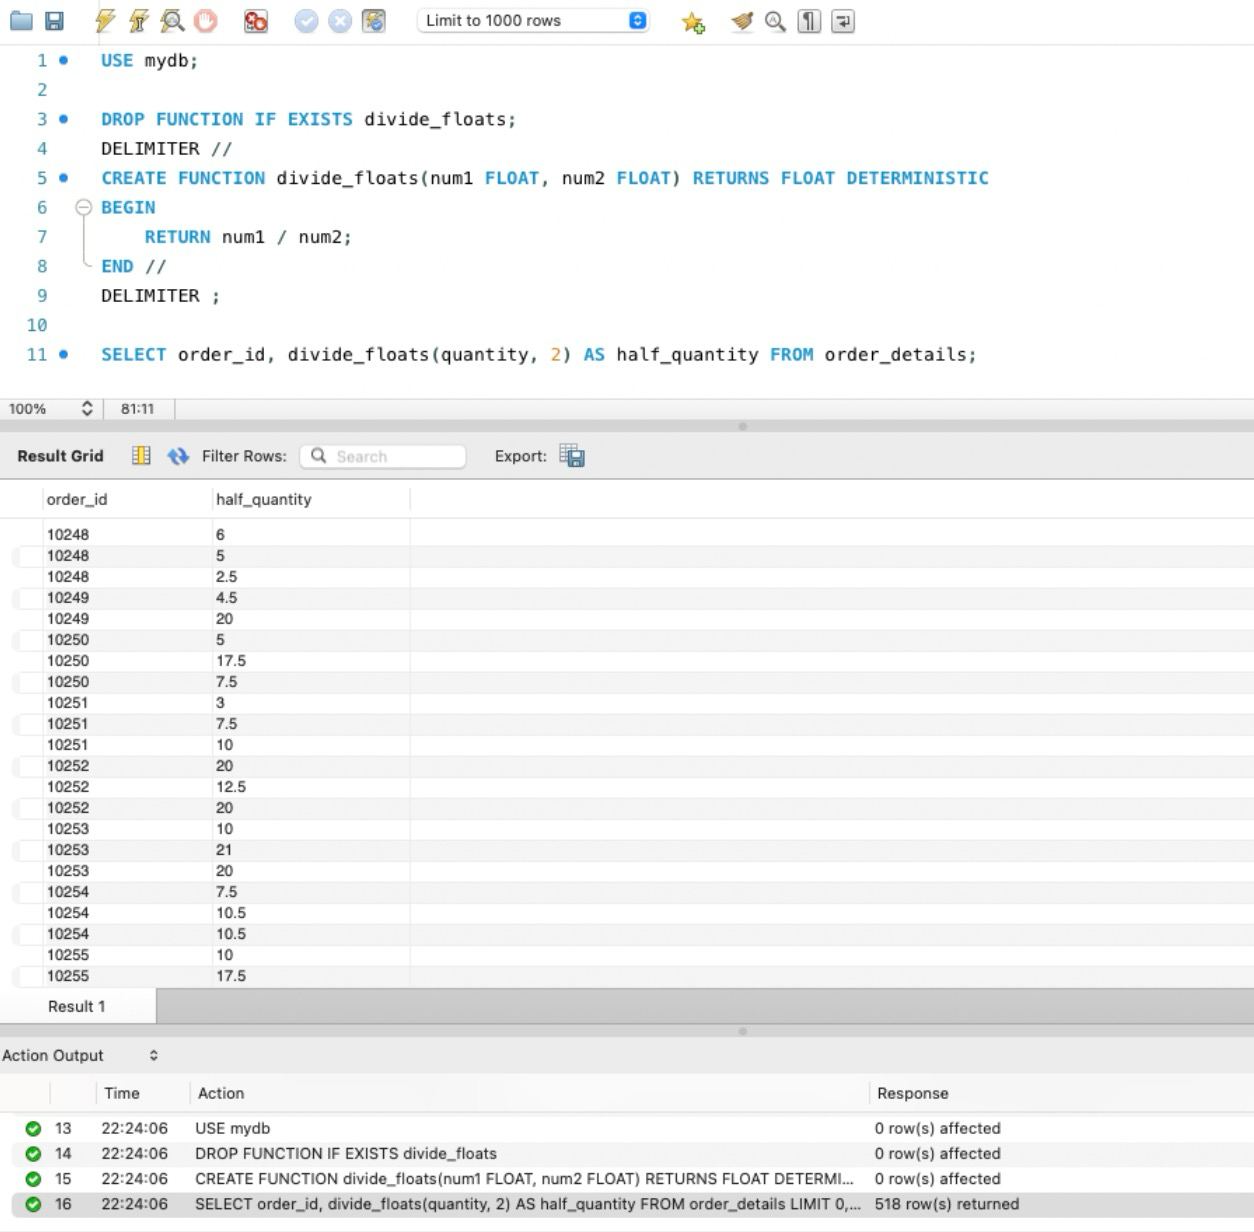 Limit to 1000 rows
1 USE mydb;
2
3 DROP FUNCTION IF EXISTS divide_floats;
4 DELIMITER //
5 CREATE FUNCTION divide_floats(num1 FLOAT, num2 FLOAT) RETURNS FLOAT DETERMINISTIC
6 BEGIN
7 RETURN num1 / num2;
8 END //
9 DELIMITER ;
10
11 SELECT order_id, divide_floats(quantity, 2) AS half_quantity FROM order_details;
100% 81:11
Result Grid Filter Rows: Search Export:
order_id half_quantity
10248 6
10248 5
10248 2.5
10249 4.5
10249 20
10250 5
10250 17.5
10250 7.5
10251 3
10251 7.5
10251 10
10252 20
10252 12.5
10252 20
10253 10
10253 21
10253 20
10254 7.5
10254 10.5
10254 10.5
10255 10
10255 17.5
Result 1
Action Output
Time Action Response
13 22:24:06 USE mydb 0 row(s) affected
14 22:24:06 DROP FUNCTION IF EXISTS divide_floats 0 row(s) affected
15 22:24:06 CREATE FUNCTION divide_floats(num1 FLOAT, num2 FLOAT) RETURNS FLOAT DETERMI... 0 row(s) affected
16 22:24:06 SELECT order_id, divide_floats(quantity, 2) AS half_quantity FROM order_details LIMIT 0,... 518 row(s) returned